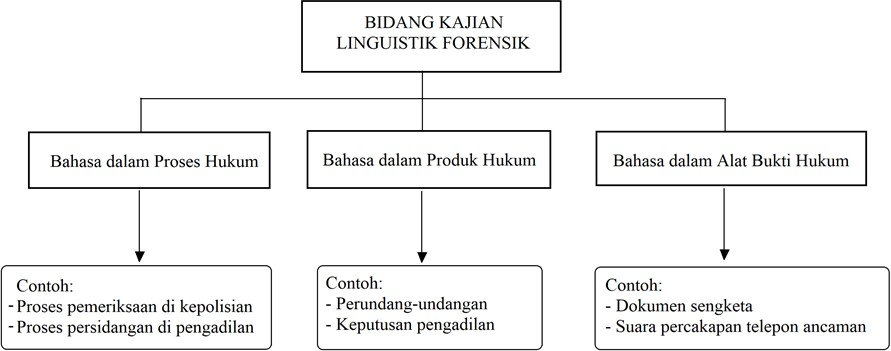 BIDANG KAJIAN
LINGUISTIK FORENSIK
Bahasa dalam Proses Hukum
Bahasa dalam Produk Hukum
Bahasa dalam Alat Bukti Hukum
Contoh:
- Proses pemeriksaan di kepolisian
- Proses persidangan di pengadilan
Contoh:
- Perundang-undangan
- Keputusan pengadilan
Contoh:
- Dokumen sengketa
- Suara percakapan telepon ancaman